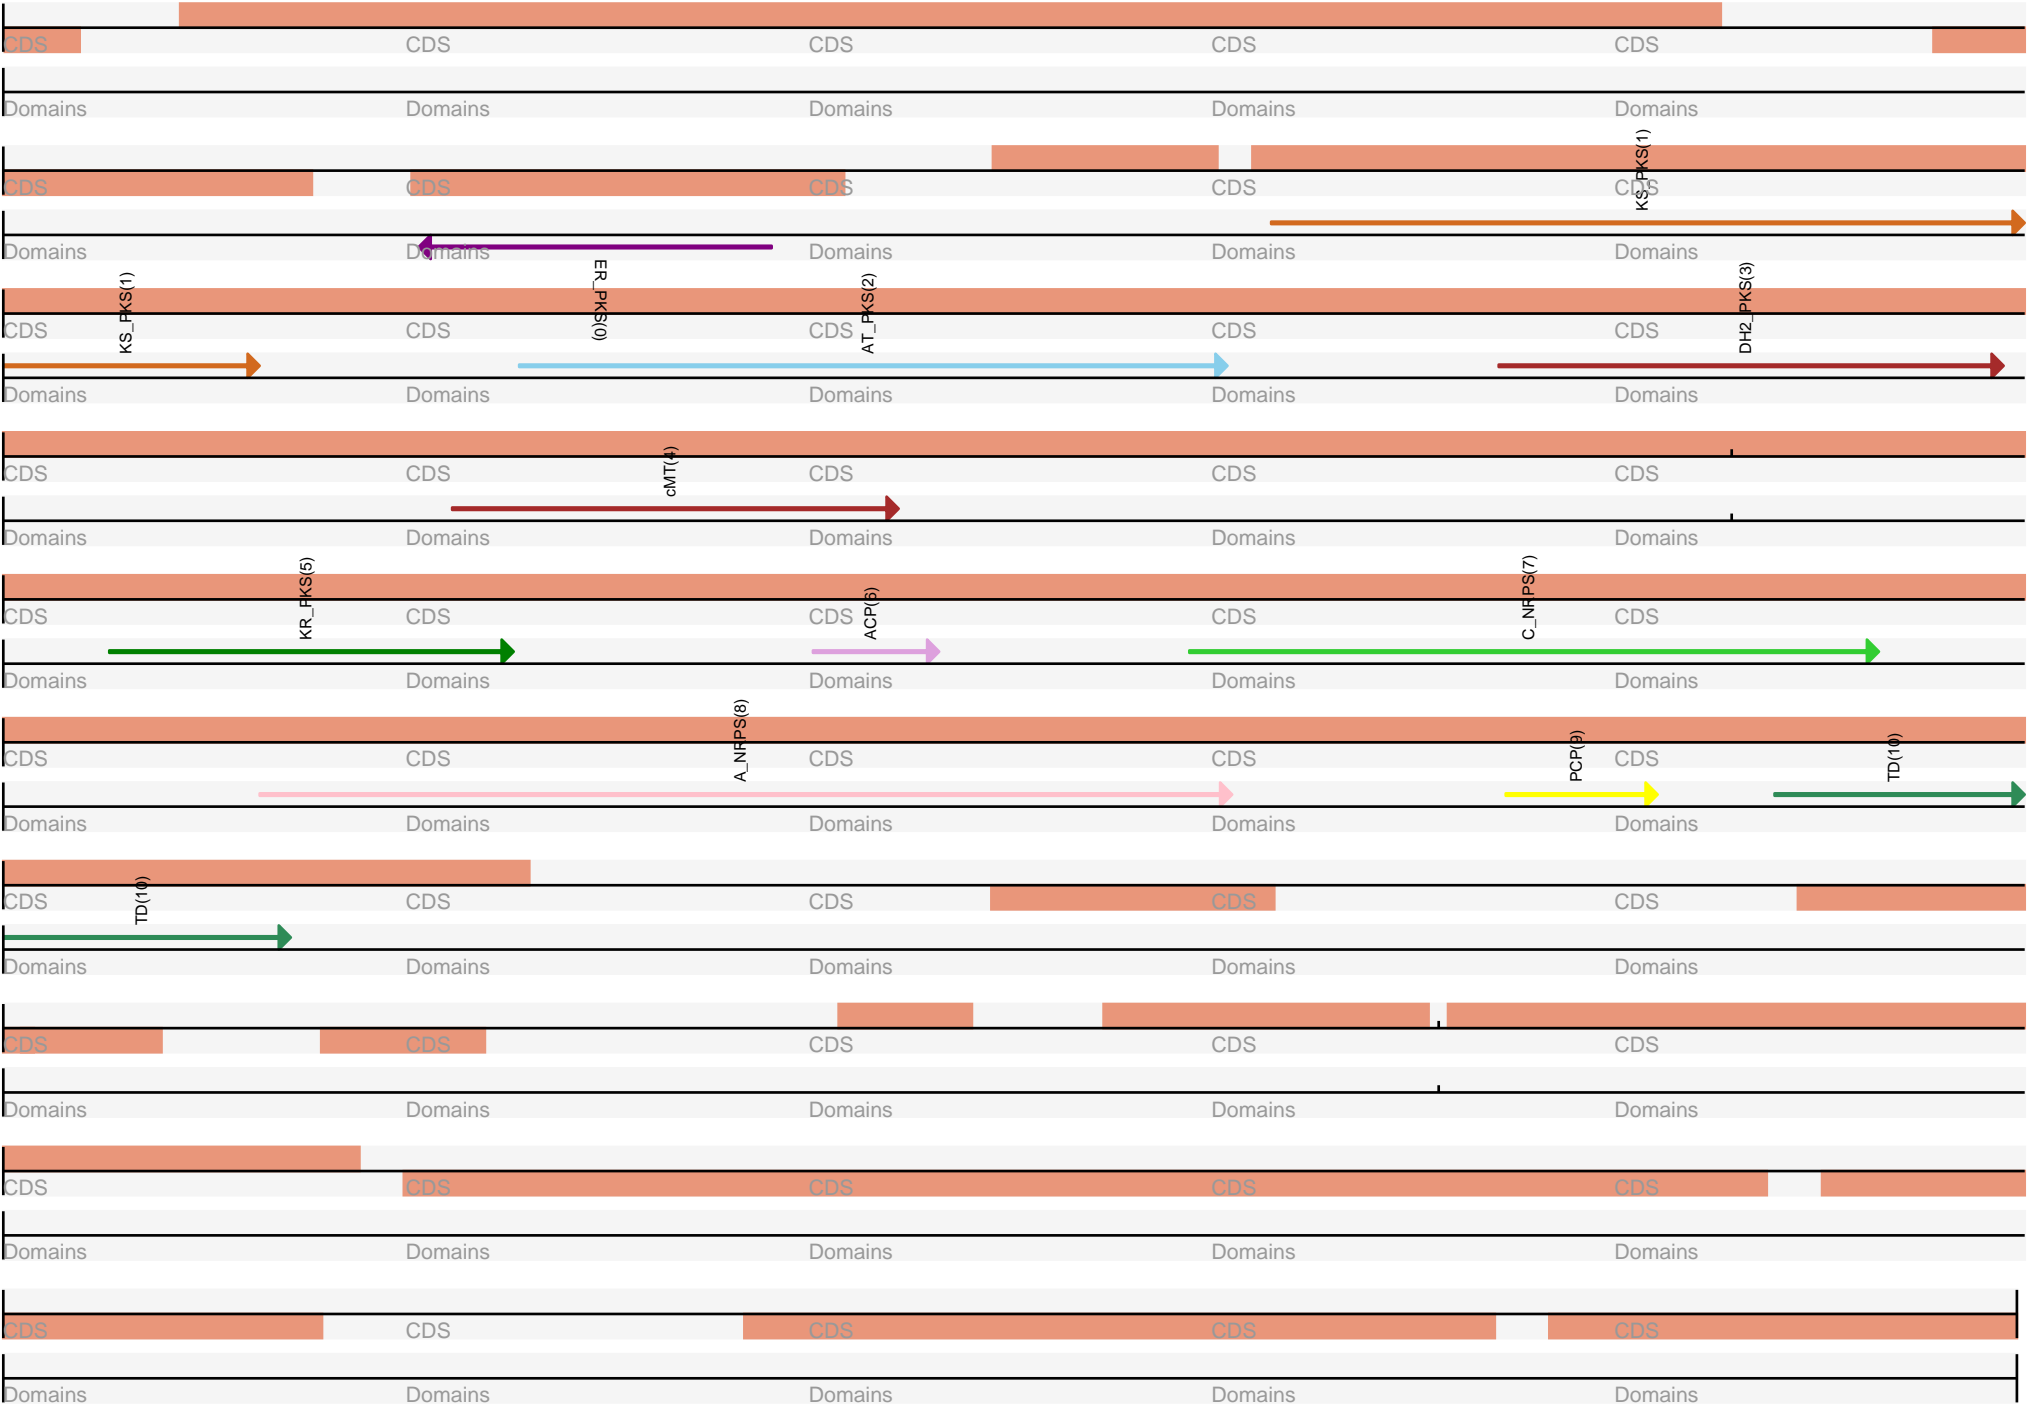 CDS CDS CDS CDS CDS
Domains Domains Domains Domains Domains
KS_PKS(1)
CDS CDS CDS CDS CDS
Domains Domains Domains Domains Domains
KS_PKS(1) ER_PKS(0) AT_PKS(2) DH2_PKS(3)
CDS CDS CDS CDS CDS
Domains Domains Domains Domains Domains
cMT(4)
CDS CDS CDS CDS CDS
Domains Domains Domains Domains Domains
KR_PKS(5) ACP(6) C_NRPS(7)
CDS CDS CDS CDS CDS
Domains Domains Domains Domains Domains
A_NRPS(8) PCP(9) TD(10)
CDS CDS CDS CDS CDS
Domains Domains Domains Domains Domains
TD(10)
CDS CDS CDS CDS CDS
Domains Domains Domains Domains Domains
CDS CDS CDS CDS CDS
Domains Domains Domains Domains Domains
CDS CDS CDS CDS CDS
Domains Domains Domains Domains Domains
CDS CDS CDS CDS CDS
Domains Domains Domains Domains Domains